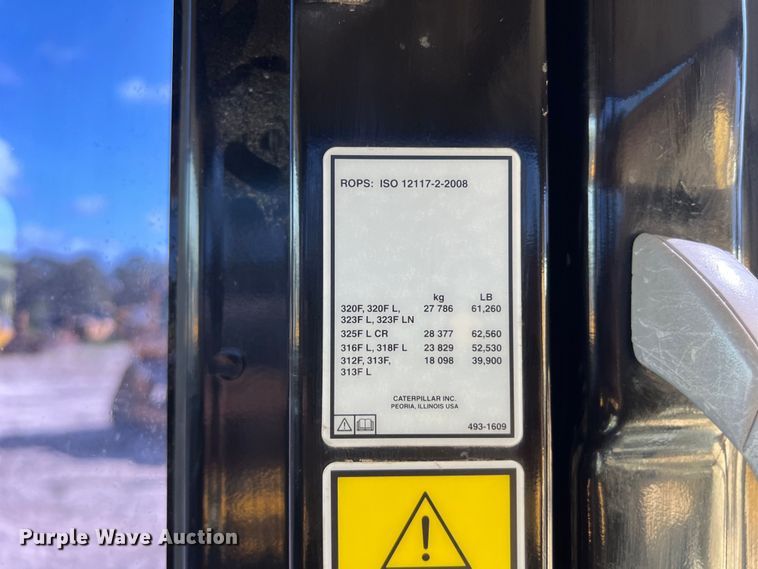 ROPS: ISO 12117-2-2008
kg LB
320F, 320F L, 27 786 61,260
323F L, 323F LN
325F L CR 28 377 62,560
316F L, 318F L 23 829 52,530
312F, 313F, 18 098 39,900
313F L
CATERPILLAR INC.
PEORIA, ILLINOIS USA
493-1609
!
Purple Wave Auction